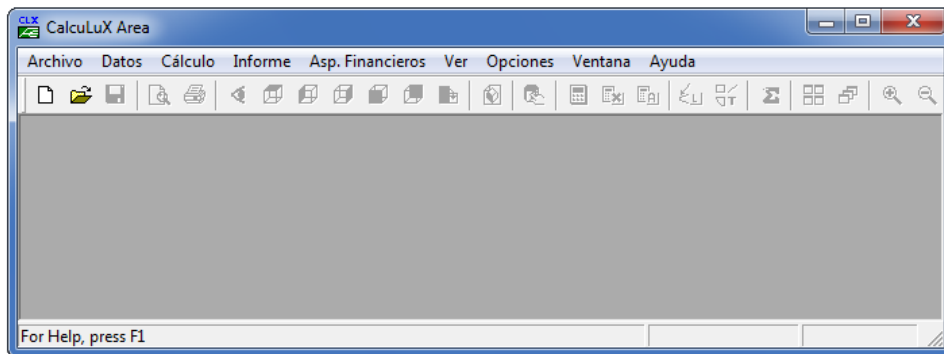 CLX CalcuLuX Area
Archivo Datos Cálculo Informe Asp. Financieros Ver Opciones Ventana Ayuda
For Help, press F1